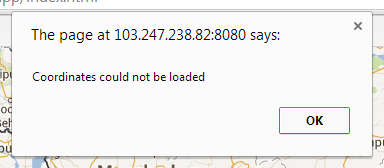 The page at 103.247.238.82:8080 says:
Coordinates could not be loaded
OK